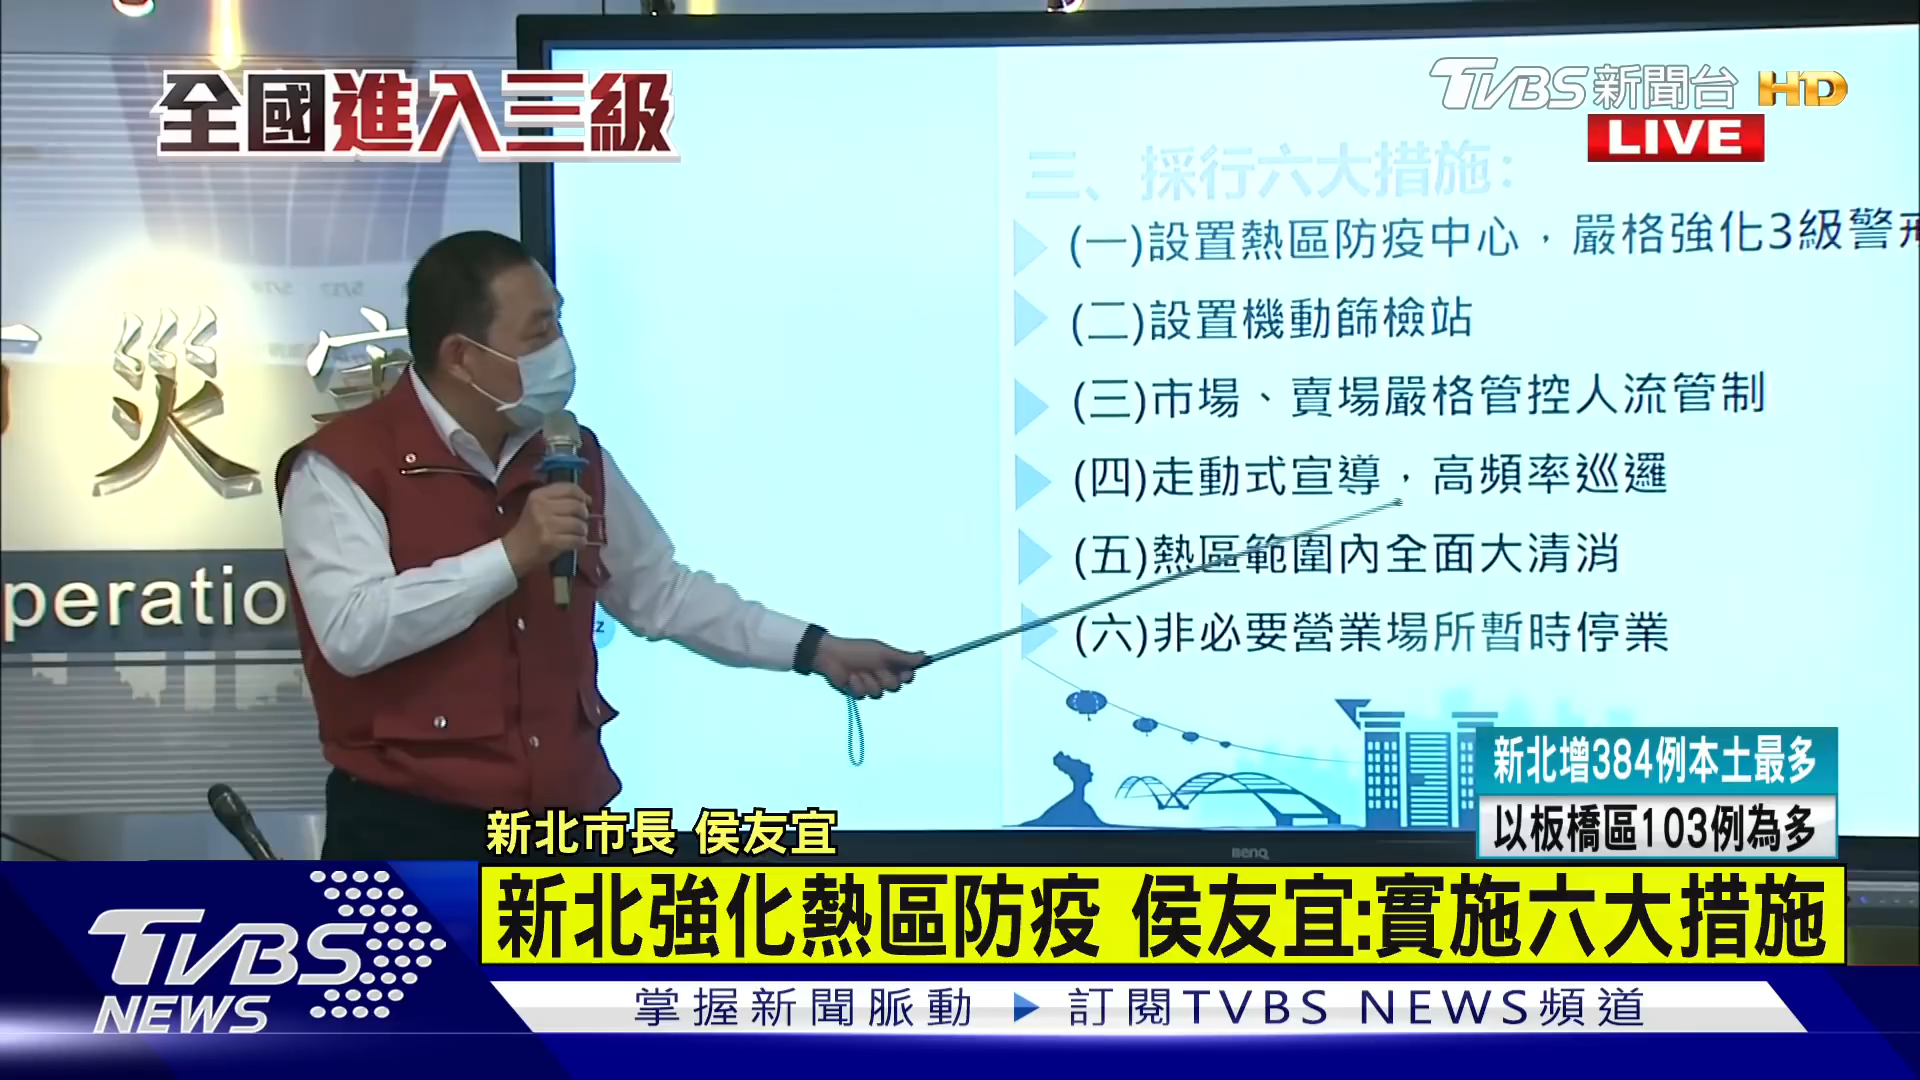 全國進入三級
TVBS新聞台 HD
LIVE
三、採行六大措施：
(一)設置熱區防疫中心，嚴格強化3級警戒
(二)設置機動篩檢站
(三)市場、賣場嚴格管控人流管制
(四)走動式宣導，高頻率巡邏
(五)熱區範圍內全面大清消
(六)非必要營業場所暫時停業
災
peratio
BenQ
新北增384例本土最多
以板橋區103例為多
新北市長 侯友宜
新北強化熱區防疫 侯友宜:實施六大措施
TVBS
NEWS
掌握新聞脈動 ▶ 訂閱TVBS NEWS頻道